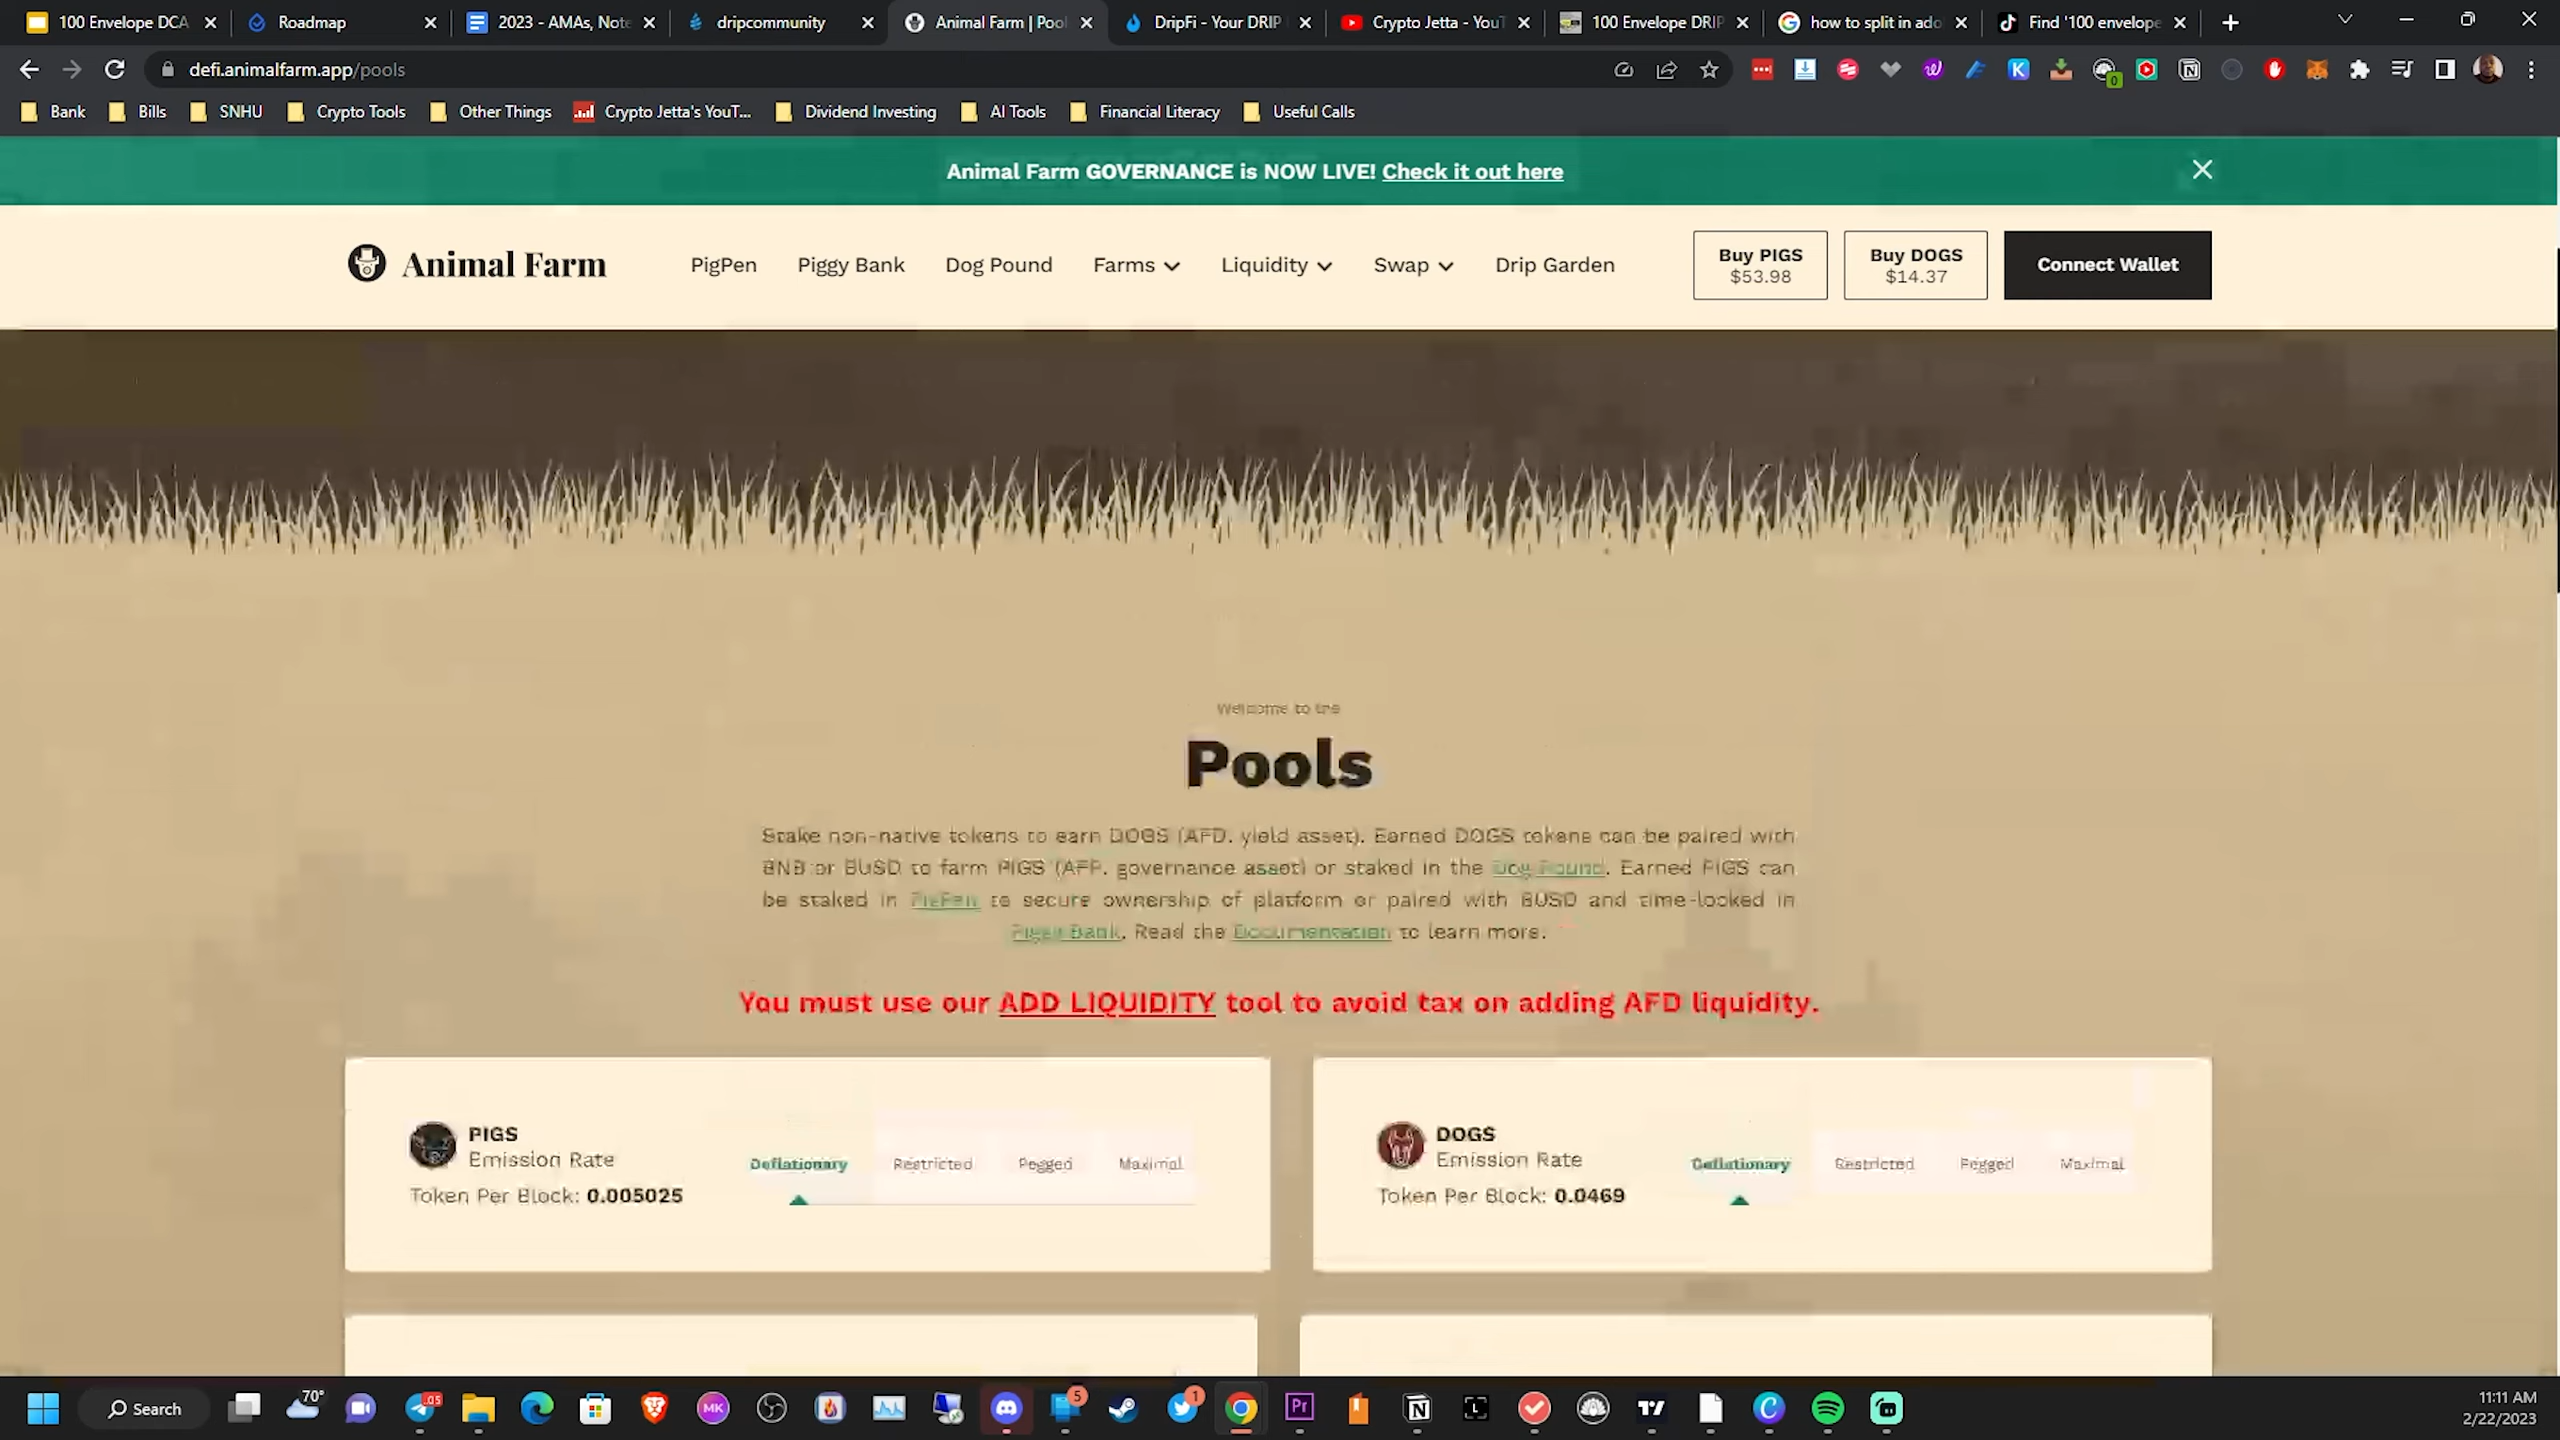 100 Envelope DCA
Roadmap
2023 - AMAs, Note
dripcommunity
Animal Farm | Pool
DripFi - Your DRIP
Crypto Jetta - YouT
100 Envelope DRIP
how to split in ado
Find '100 envelope
defi.animalfarm.app/pools
Bank
Bills
SNHU
Crypto Tools
Other Things
Crypto Jetta's YouT...
Dividend Investing
AI Tools
Financial Literacy
Useful Calls
Animal Farm GOVERNANCE is NOW LIVE! Check it out here
Animal Farm
PigPen
Piggy Bank
Dog Pound
Farms
Liquidity
Swap
Drip Garden
Buy PIGS
$53.98
Buy DOGS
$14.37
Connect Wallet
Welcome to the
Pools
Stake non-native tokens to earn DOGS (AFD, yield asset). Earned DOGS tokens can be paired with
BNB or BUSD to farm PIGS (AFP, governance asset) or staked in the Dog Pound. Earned PIGS can
be staked in PigPen to secure ownership of platform or paired with BUSD and time-locked in
Piggy Bank. Read the Documentation to learn more.
You must use our ADD LIQUIDITY tool to avoid tax on adding AFD liquidity.
PIGS
Emission Rate
Token Per Block: 0.005025
Deflationary
Restricted
Pegged
Maximal
DOGS
Emission Rate
Token Per Block: 0.0469
Deflationary
Restricted
Pegged
Maximal
Search
70°
.05
MK
5
1
Pr
11:11 AM
2/22/2023